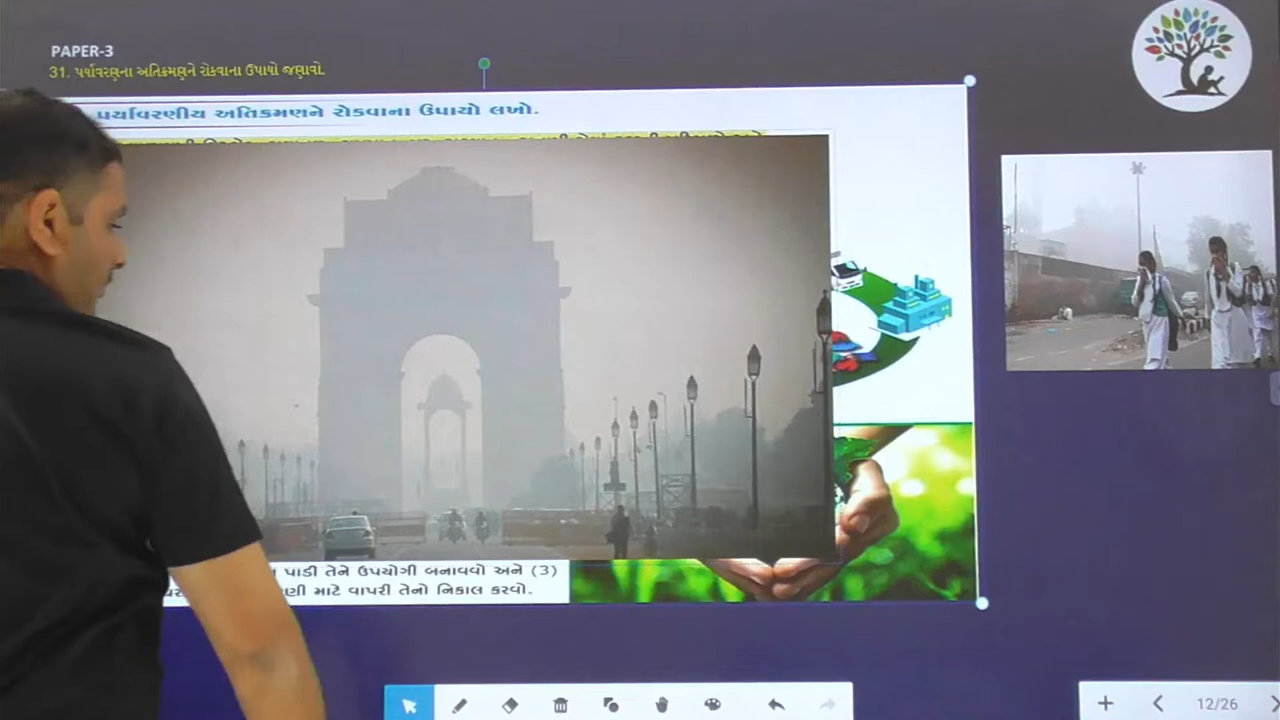 PAPER-3
31. પર્યાવરણના અતિક્રમણને રોકવાના ઉપાયો જણાવો.
પર્યાવરણીય અતિક્રમણને રોકવાના ઉપાયો લખો.
પાડી તેને ઉપયોગી બનાવવો અને (3)
માટે વાપરી તેનો નિકાલ કરવો.
12/26